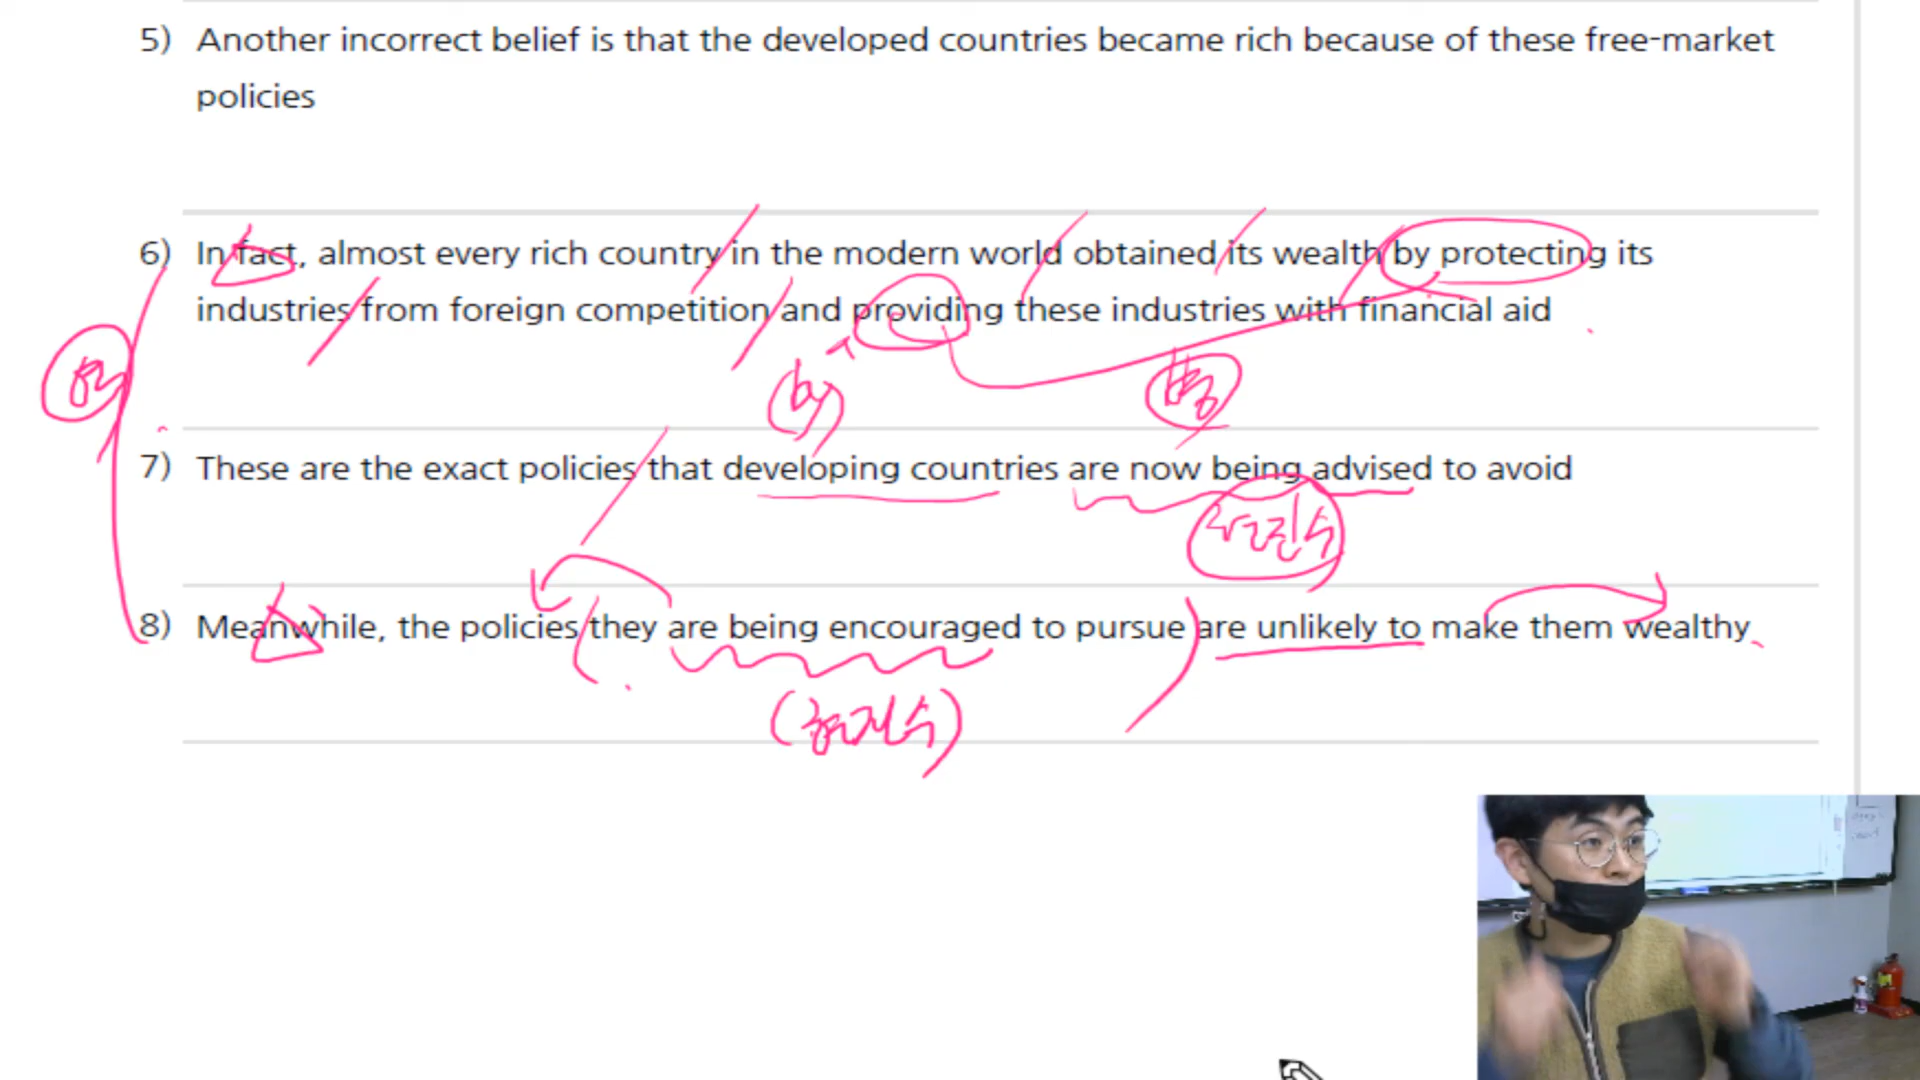 5) Another incorrect belief is that the developed countries became rich because of these free-market
policies
6) In fact, almost every rich country in the modern world obtained its wealth by protecting its
industries from foreign competition and providing these industries with financial aid
(by)
7) These are the exact policies that developing countries are now being advised to avoid
8) Meanwhile, the policies they are being encouraged to pursue are unlikely to make them wealthy
(현진수)